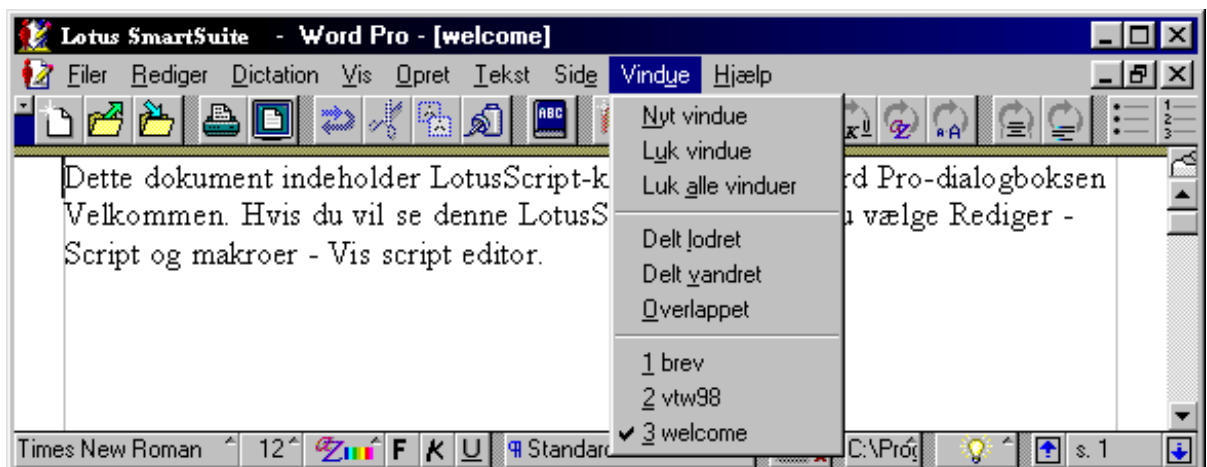 Lotus SmartSuite - Word Pro - [welcome]
Filer Rediger Dictation Vis Opret Tekst Side Vindue Hjælp
ABC
Nyt vindue
Luk vindue
Luk alle vinduer
Delt lodret
Delt vandret
Overlappet
1 brev
2 vtw98
3 welcome
Dette dokument indeholder LotusScript-k rd Pro-dialogboksen
Velkommen. Hvis du vil se denne LotusS u vælge Rediger -
Script og makroer - Vis script editor.
Times New Roman 12 F K U Standard C:\Próg s. 1